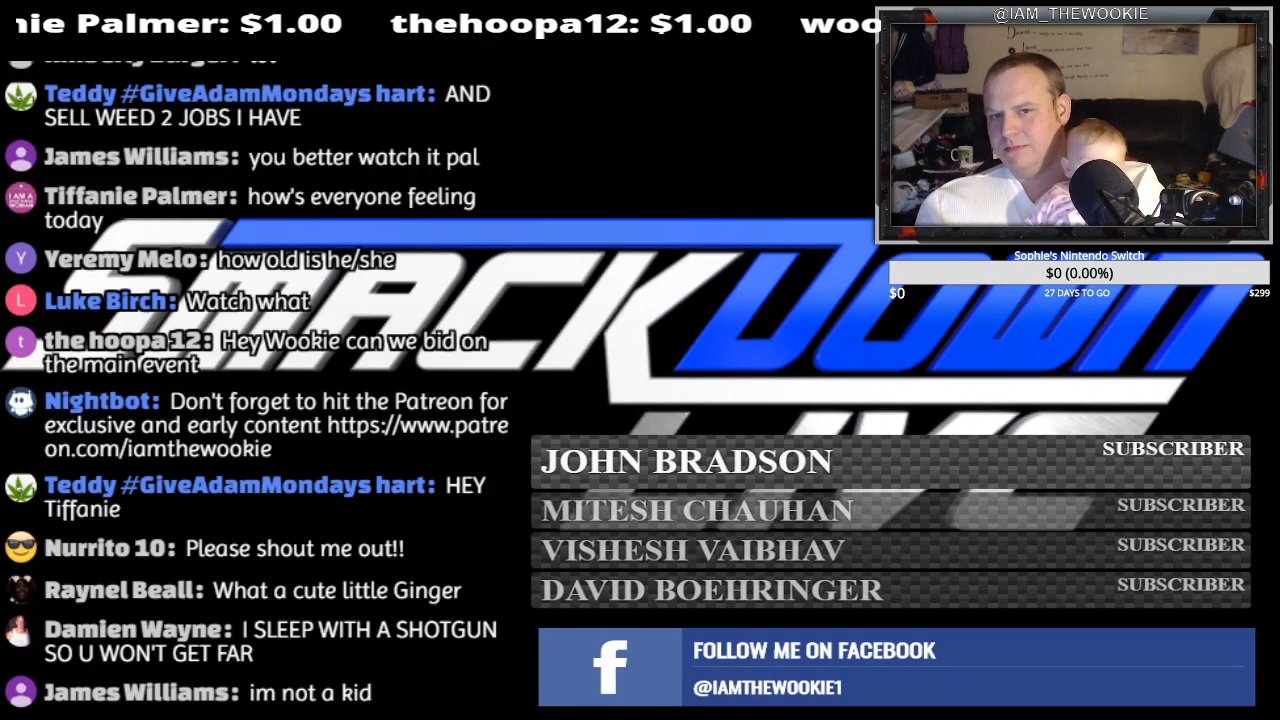 nie Palmer: $1.00 thehoopa12: $1.00 woo
@IAM_THEWOOKIE
Teddy #GiveAdamMondays hart: AND
SELL WEED 2 JOBS I HAVE
James Williams: you better watch it pal
Tiffanie Palmer: how's everyone feeling
today
Yeremy Melo: how old is he/she
Luke Birch: Watch what
the hoopa 12: Hey Wookie can we bid on
the main event
Nightbot: Don't forget to hit the Patreon for
exclusive and early content https://www.patre
on.com/iamthewookie
Teddy #GiveAdamMondays hart: HEY
Tiffanie
Nurrito 10: Please shout me out!!
Raynel Beall: What a cute little Ginger
Damien Wayne: I SLEEP WITH A SHOTGUN
SO U WON'T GET FAR
James Williams: im not a kid
Sophie's Nintendo Switch
$0 (0.00%)
$0 27 DAYS TO GO $299
SMACKDOWN
LIVE
JOHN BRADSON SUBSCRIBER
MITESH CHAUHAN SUBSCRIBER
VISHESH VAIBHAV SUBSCRIBER
DAVID BOEHRINGER SUBSCRIBER
FOLLOW ME ON FACEBOOK
@IAMTHEWOOKIE1